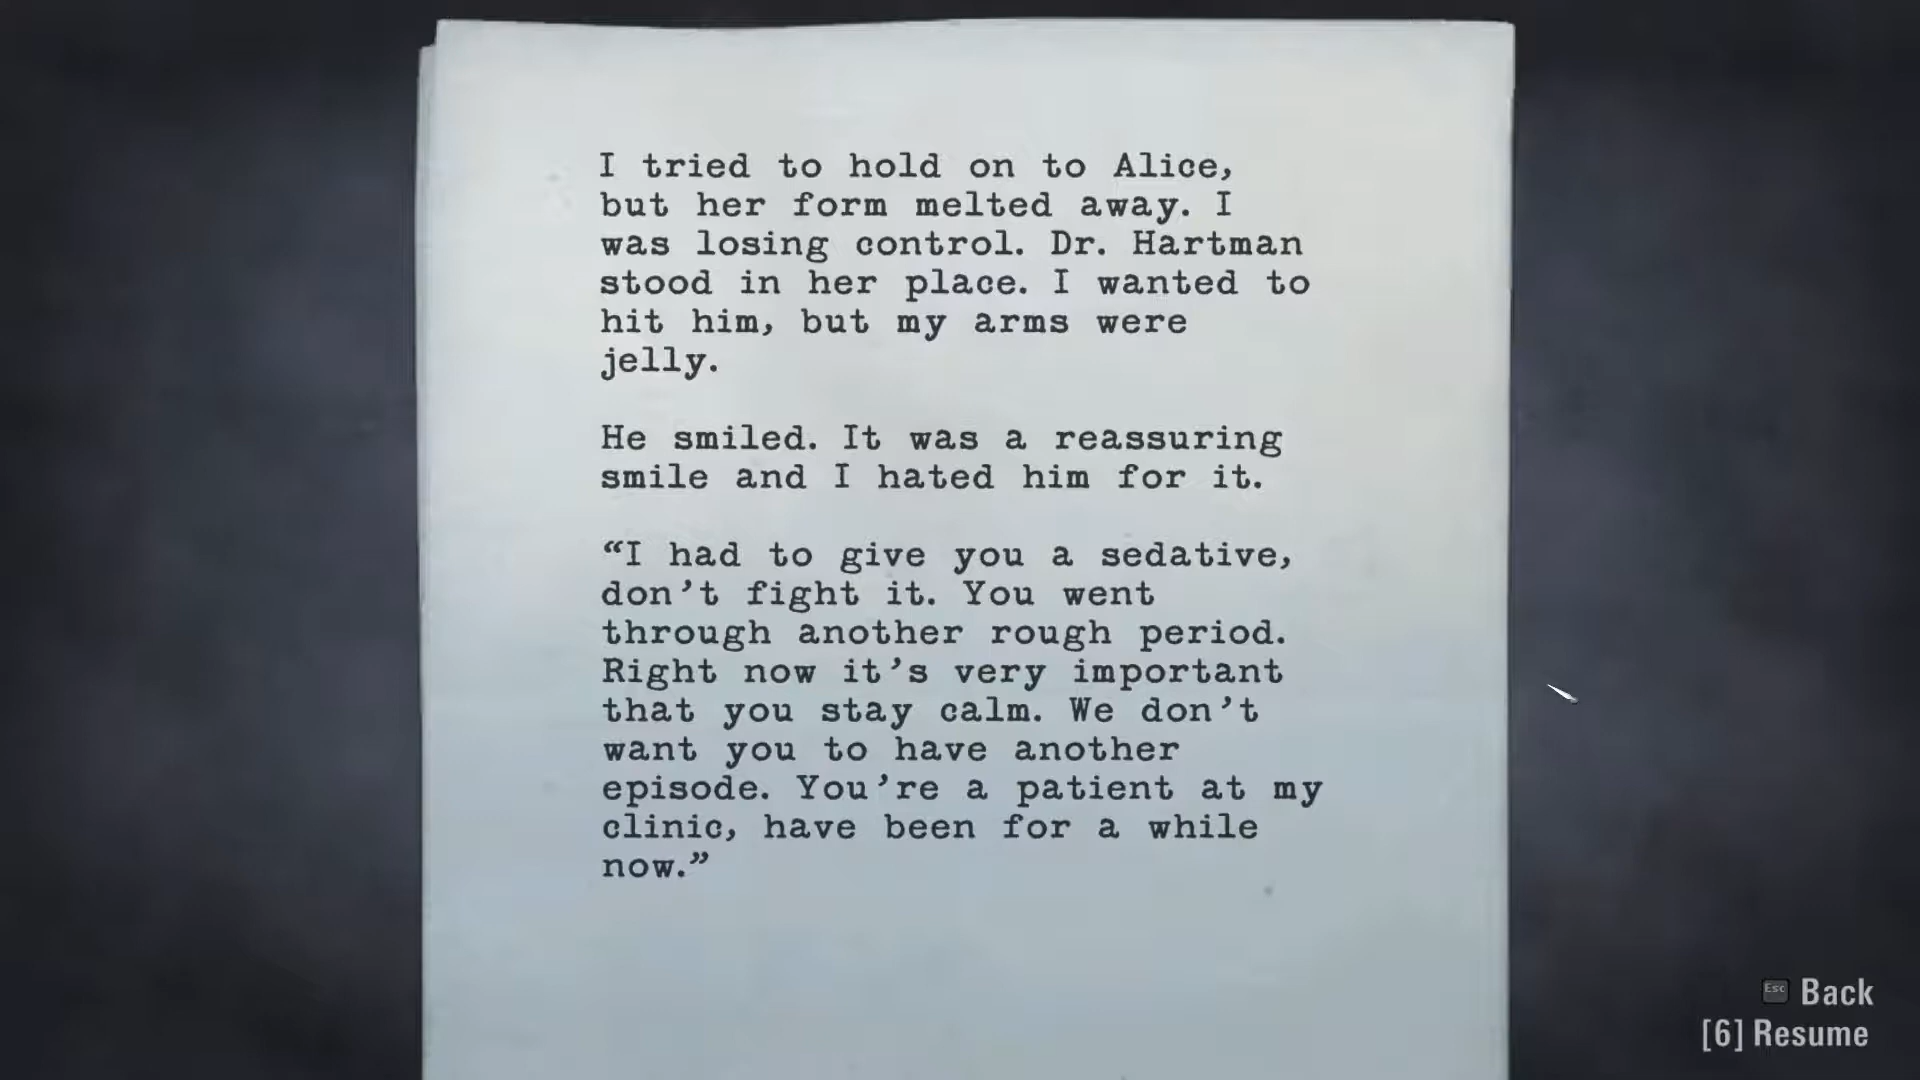 I tried to hold on to Alice,
but her form melted away. I
was losing control. Dr. Hartman
stood in her place. I wanted to
hit him, but my arms were
jelly.
He smiled. It was a reassuring
smile and I hated him for it.
“I had to give you a sedative,
don’t fight it. You went
through another rough period.
Right now it’s very important
that you stay calm. We don’t
want you to have another
episode. You’re a patient at my
clinic, have been for a while
now.”
Esc Back
[6] Resume